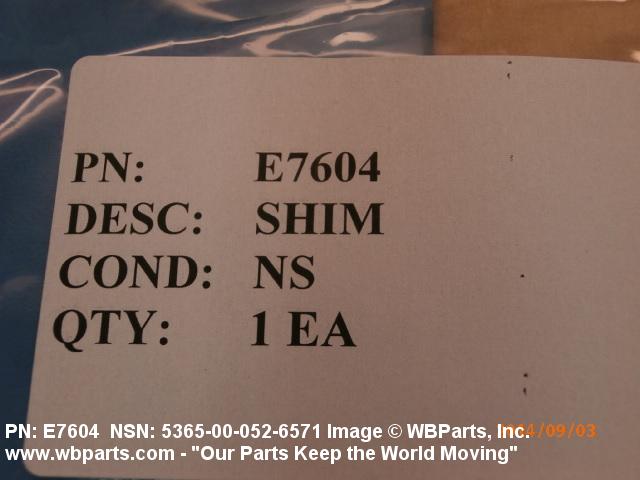 PN: E7604
DESC: SHIM
COND: NS
QTY: 1 EA
PN: E7604 NSN: 5365-00-052-6571 Image © WBParts, Inc.
www.wbparts.com - "Our Parts Keep the World Moving"